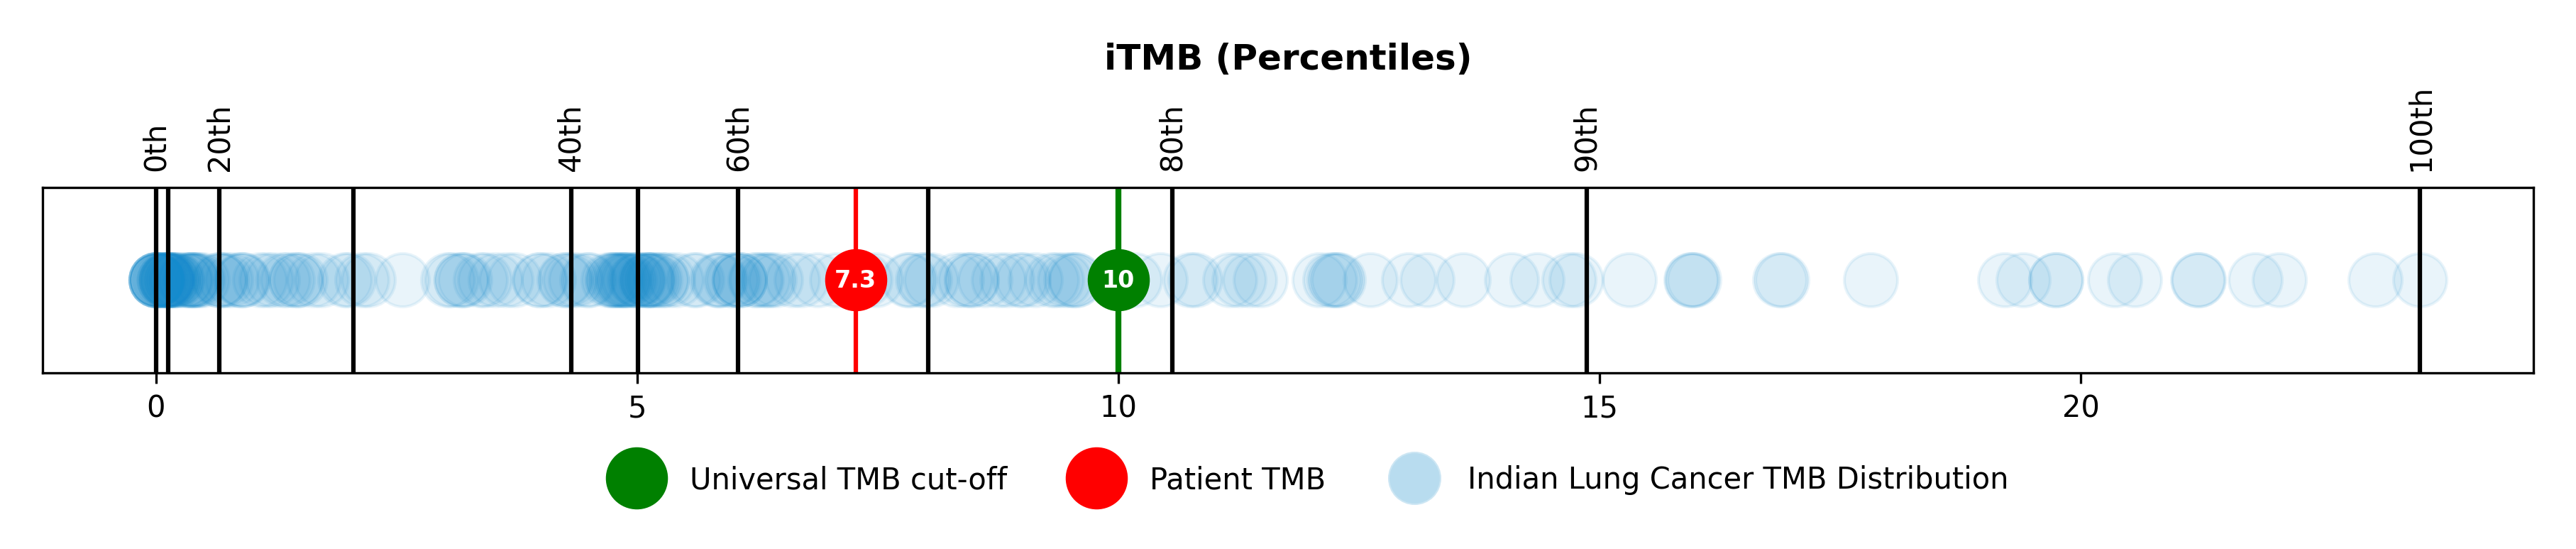 iTMB (Percentiles)
0th 20th 40th 60th 80th 90th 100th
7.3 10
0 5 10 15 20
Universal TMB cut-off Patient TMB Indian Lung Cancer TMB Distribution